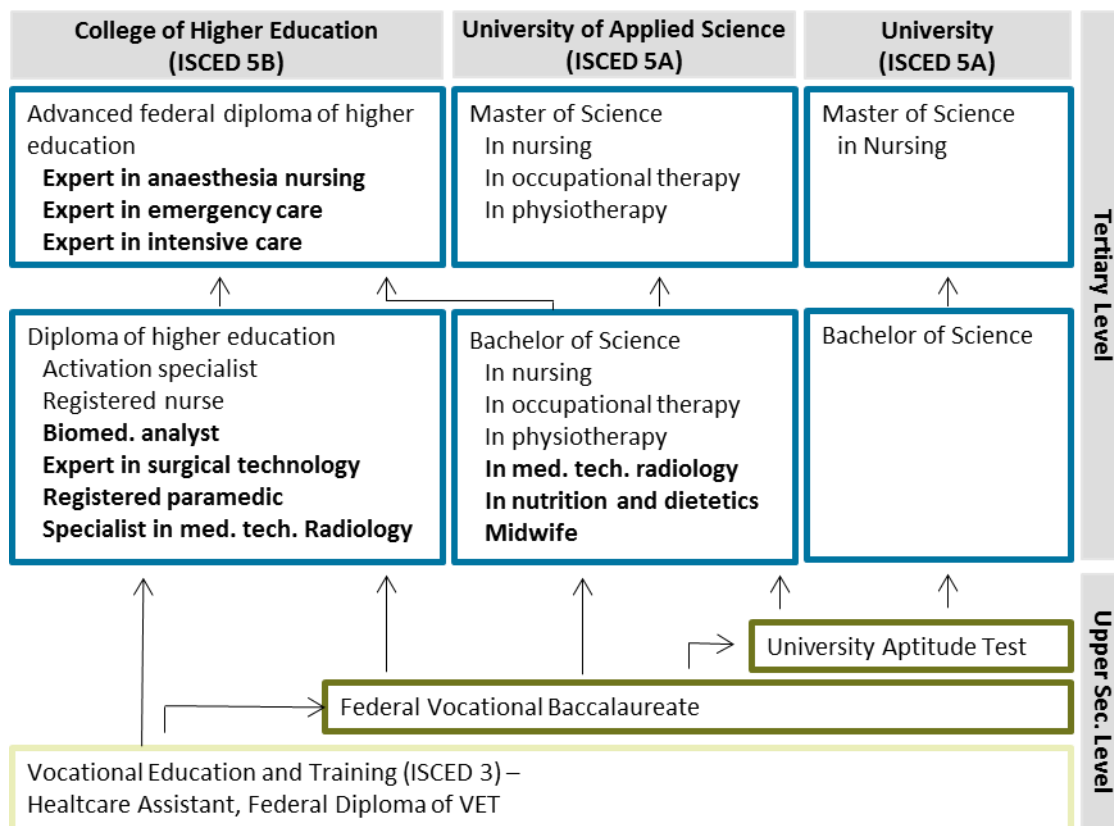 College of Higher Education
(ISCED 5B)
University of Applied Science
(ISCED 5A)
University
(ISCED 5A)
Advanced federal diploma of higher
education
Expert in anaesthesia nursing
Expert in emergency care
Expert in intensive care
Master of Science
In nursing
In occupational therapy
In physiotherapy
Master of Science
in Nursing
Tertiary Level
Diploma of higher education
Activation specialist
Registered nurse
Biomed. analyst
Expert in surgical technology
Registered paramedic
Specialist in med. tech. Radiology
Bachelor of Science
In nursing
In occupational therapy
In physiotherapy
In med. tech. radiology
In nutrition and dietetics
Midwife
Bachelor of Science
Upper Sec. Level
University Aptitude Test
Federal Vocational Baccalaureate
Vocational Education and Training (ISCED 3) –
Healtcare Assistant, Federal Diploma of VET